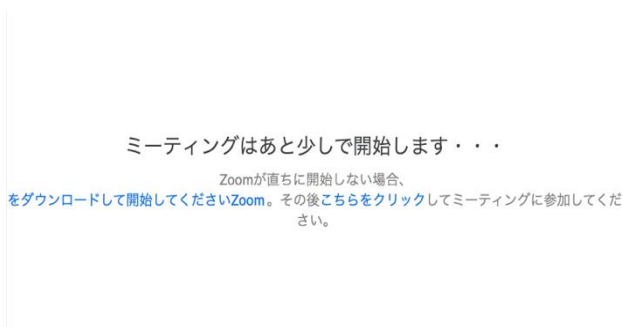 ミーティングはあと少しで開始します・・・
Zoomが直ちに開始しない場合、
をダウンロードして開始してくださいZoom。その後こちらをクリックしてミーティングに参加してくだ
さい。